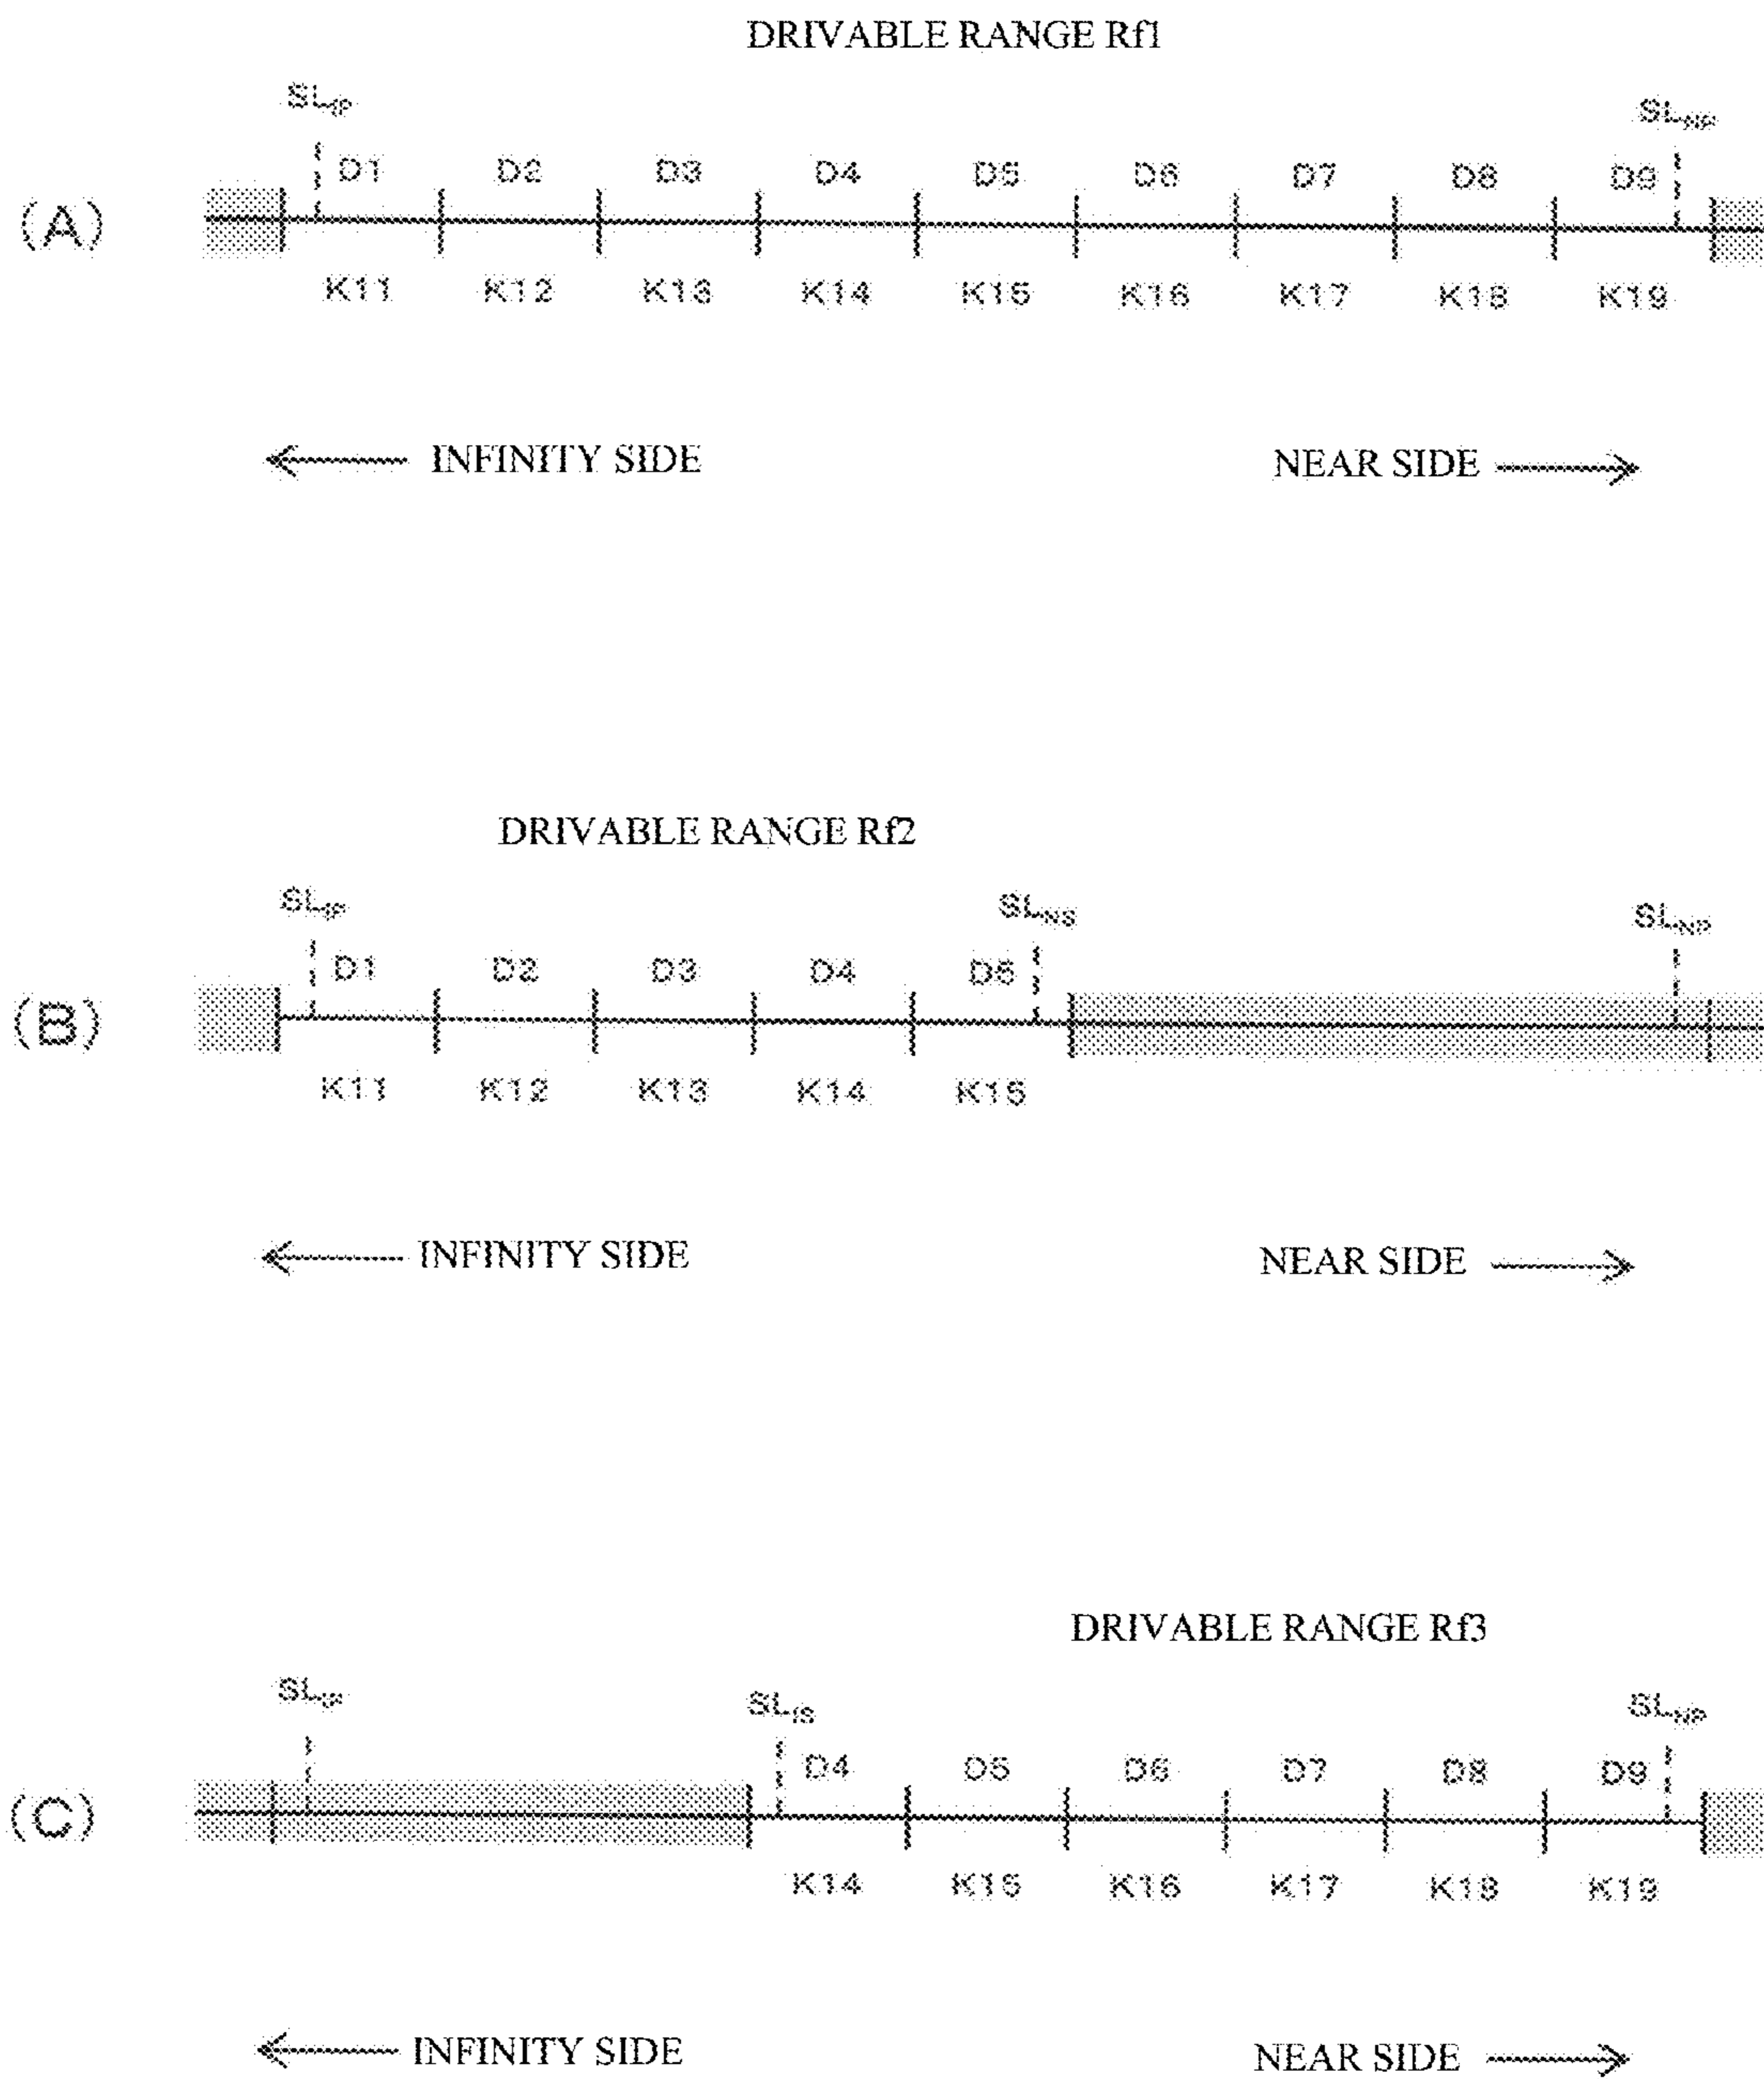 DRIVABLE RANGE Rf1
SL_IP SL_NP
D1 D2 D3 D4 D5 D6 D7 D8 D9
(A)
K11 K12 K13 K14 K15 K16 K17 K18 K19
INFINITY SIDE NEAR SIDE
DRIVABLE RANGE Rf2
SL_IP SL_NS SL_NP
D1 D2 D3 D4 D5
(B)
K11 K12 K13 K14 K15
INFINITY SIDE NEAR SIDE
DRIVABLE RANGE Rf3
SL_IP SL_IS SL_NP
D4 D5 D6 D7 D8 D9
(C)
K14 K15 K16 K17 K18 K19
INFINITY SIDE NEAR SIDE